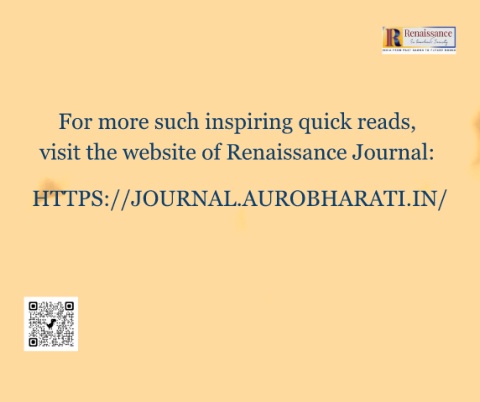 Renaissance
For more such inspiring quick reads,
visit the website of Renaissance Journal:
HTTPS://JOURNAL.AUROBHARATI.IN/